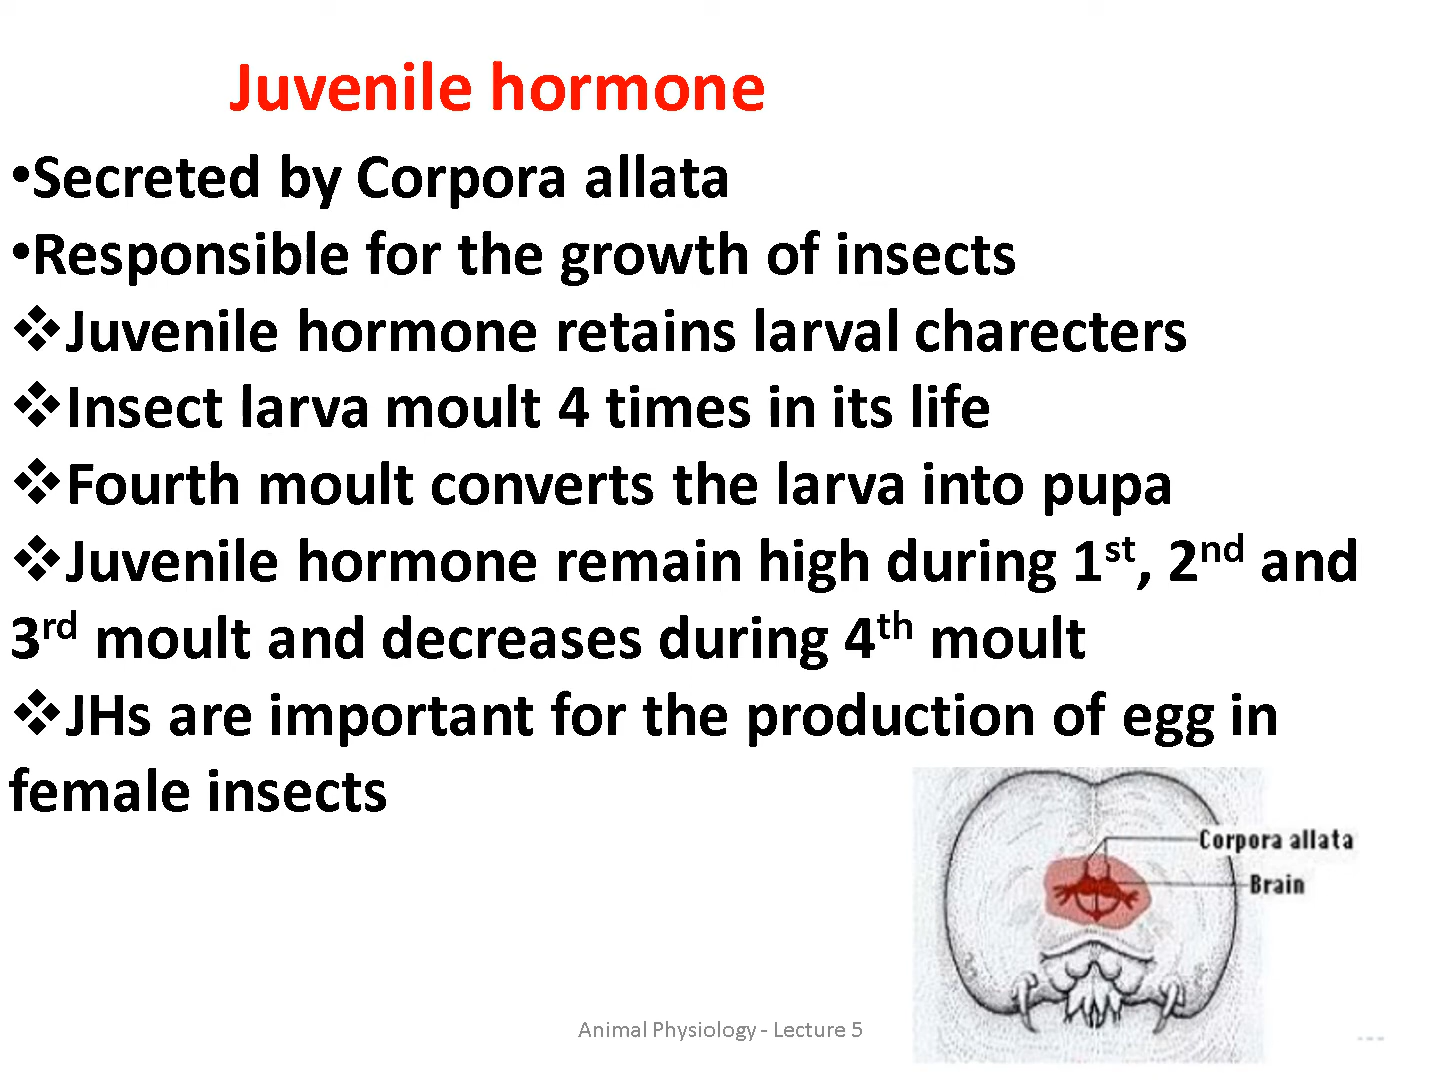 Juvenile hormone
•Secreted by Corpora allata
•Responsible for the growth of insects
❖Juvenile hormone retains larval charecters
❖Insect larva moult 4 times in its life
❖Fourth moult converts the larva into pupa
❖Juvenile hormone remain high during 1st, 2nd and
3rd moult and decreases during 4th moult
❖JHs are important for the production of egg in
female insects
Corpora allata
Brain
Animal Physiology - Lecture 5